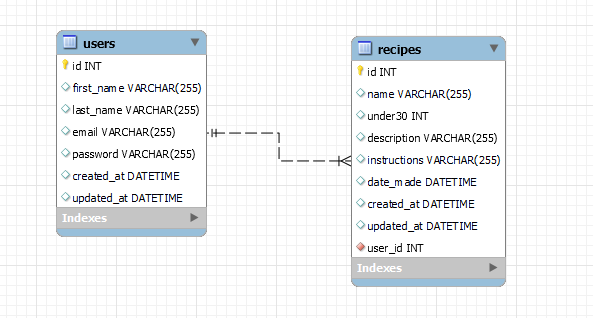 users
id INT
first_name VARCHAR(255)
last_name VARCHAR(255)
email VARCHAR(255)
password VARCHAR(255)
created_at DATETIME
updated_at DATETIME
Indexes
recipes
id INT
name VARCHAR(255)
under30 INT
description VARCHAR(255)
instructions VARCHAR(255)
date_made DATETIME
created_at DATETIME
updated_at DATETIME
user_id INT
Indexes